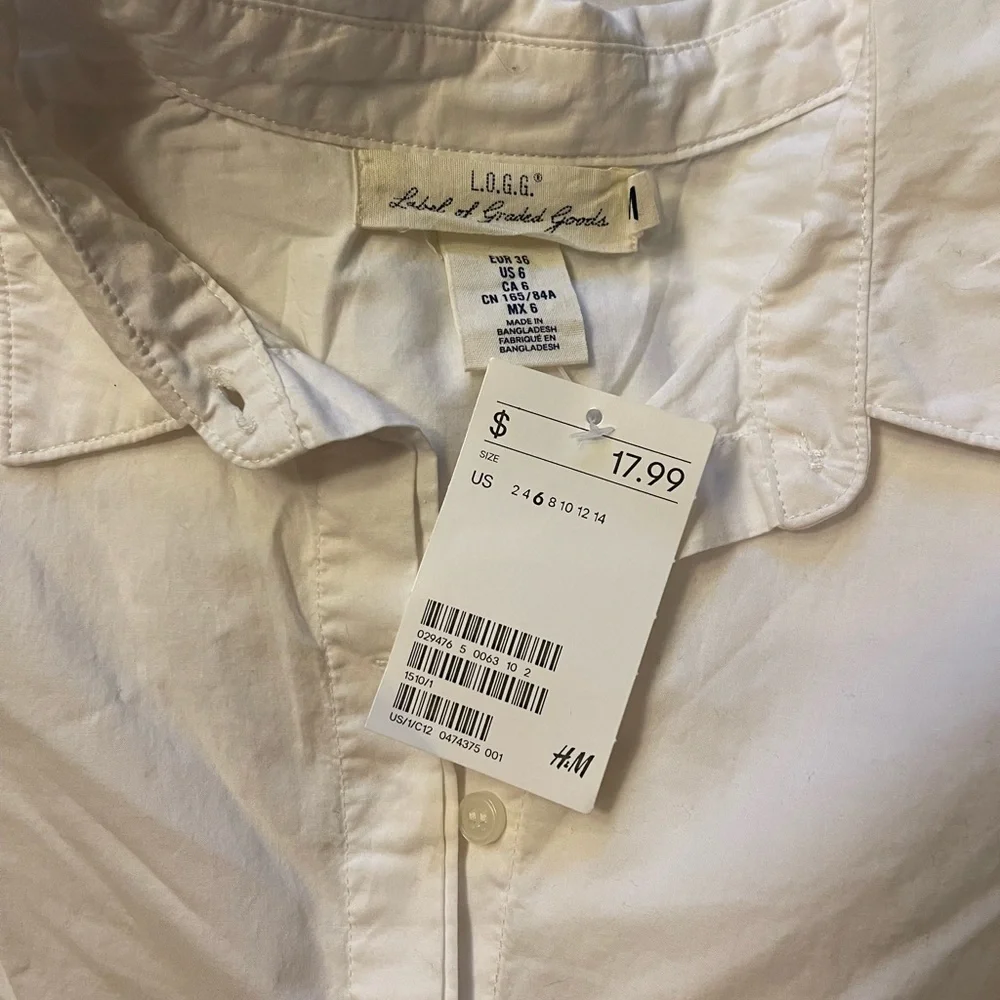 L.O.G.G.®
Label of Graded Goods
EUR 36
US 6
CA 6
CN 165/84A
MX 6
MADE IN
BANGLADESH
FABRIQUÉ EN
BANGLADESH
$ 17.99
SIZE
US 2 4 6 8 10 12 14
029476 5 0063 10 2
1510/1
US/1/C12 0474375 001
H&M